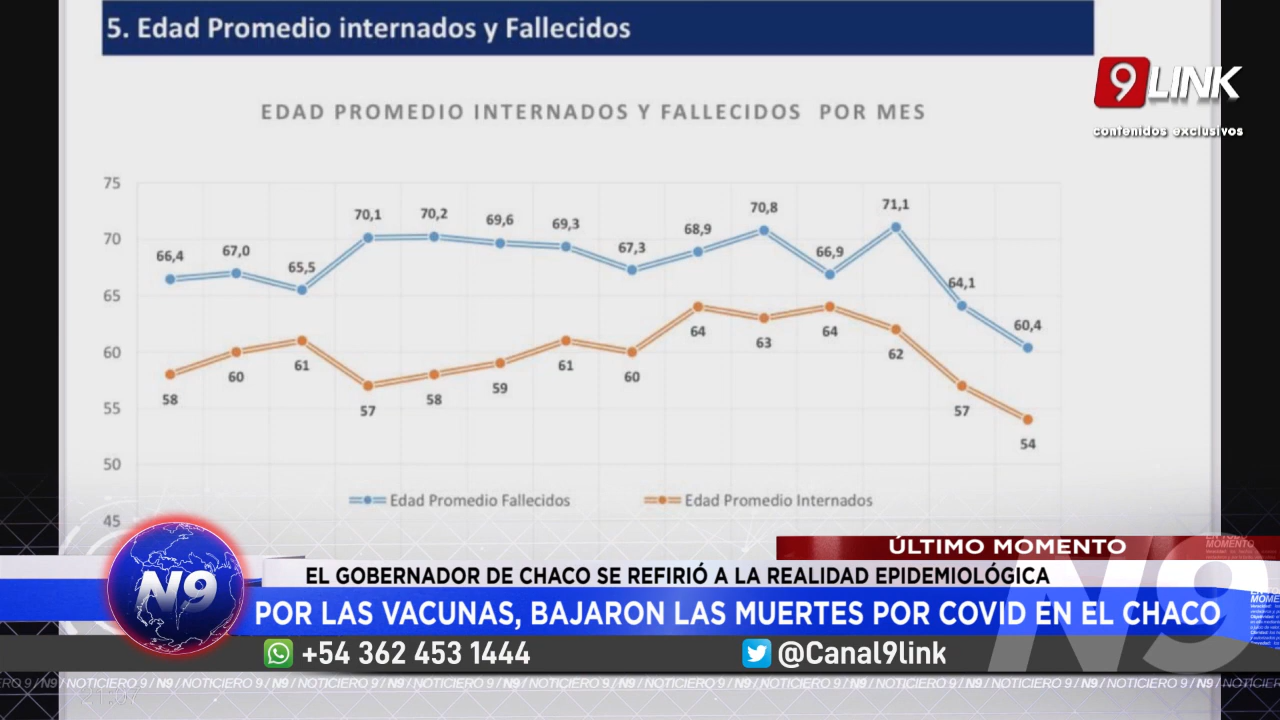 5. Edad Promedio internados y Fallecidos
9 LINK
contenidos exclusivos
EDAD PROMEDIO INTERNADOS Y FALLECIDOS POR MES
75
70
65
60
55
50
45
66,4
67,0
65,5
70,1
70,2
69,6
69,3
67,3
68,9
70,8
66,9
71,1
64,1
60,4
58
60
61
57
58
59
61
60
64
63
64
62
57
54
Edad Promedio Fallecidos
Edad Promedio Internados
ÚLTIMO MOMENTO
EL GOBERNADOR DE CHACO SE REFIRIÓ A LA REALIDAD EPIDEMIOLÓGICA
N9
POR LAS VACUNAS, BAJARON LAS MUERTES POR COVID EN EL CHACO
N9
+54 362 453 1444
@Canal9link
/ N9 / NOTICIERO 9 / N9 / NOTICIERO 9 / N9 / NOTICIERO 9 / N9 / NOTICIERO 9 / N9 / NOTICIERO 9 / N9 / NOTICIERO 9 / N9 /